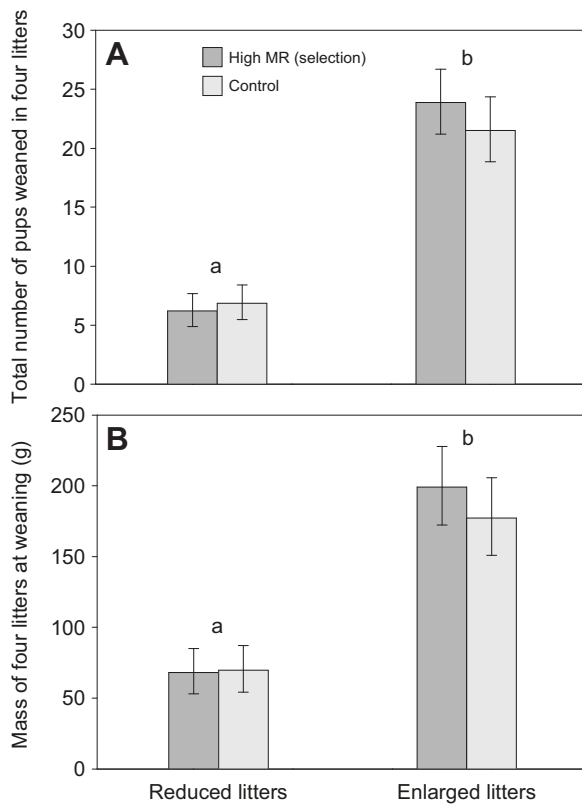 Total number of pups weaned in four litters
30
25
20
15
10
5
0
A
High MR (selection)
Control
a
b
Mass of four litters at weaning (g)
250
200
150
100
50
0
B
a
b
Reduced litters
Enlarged litters